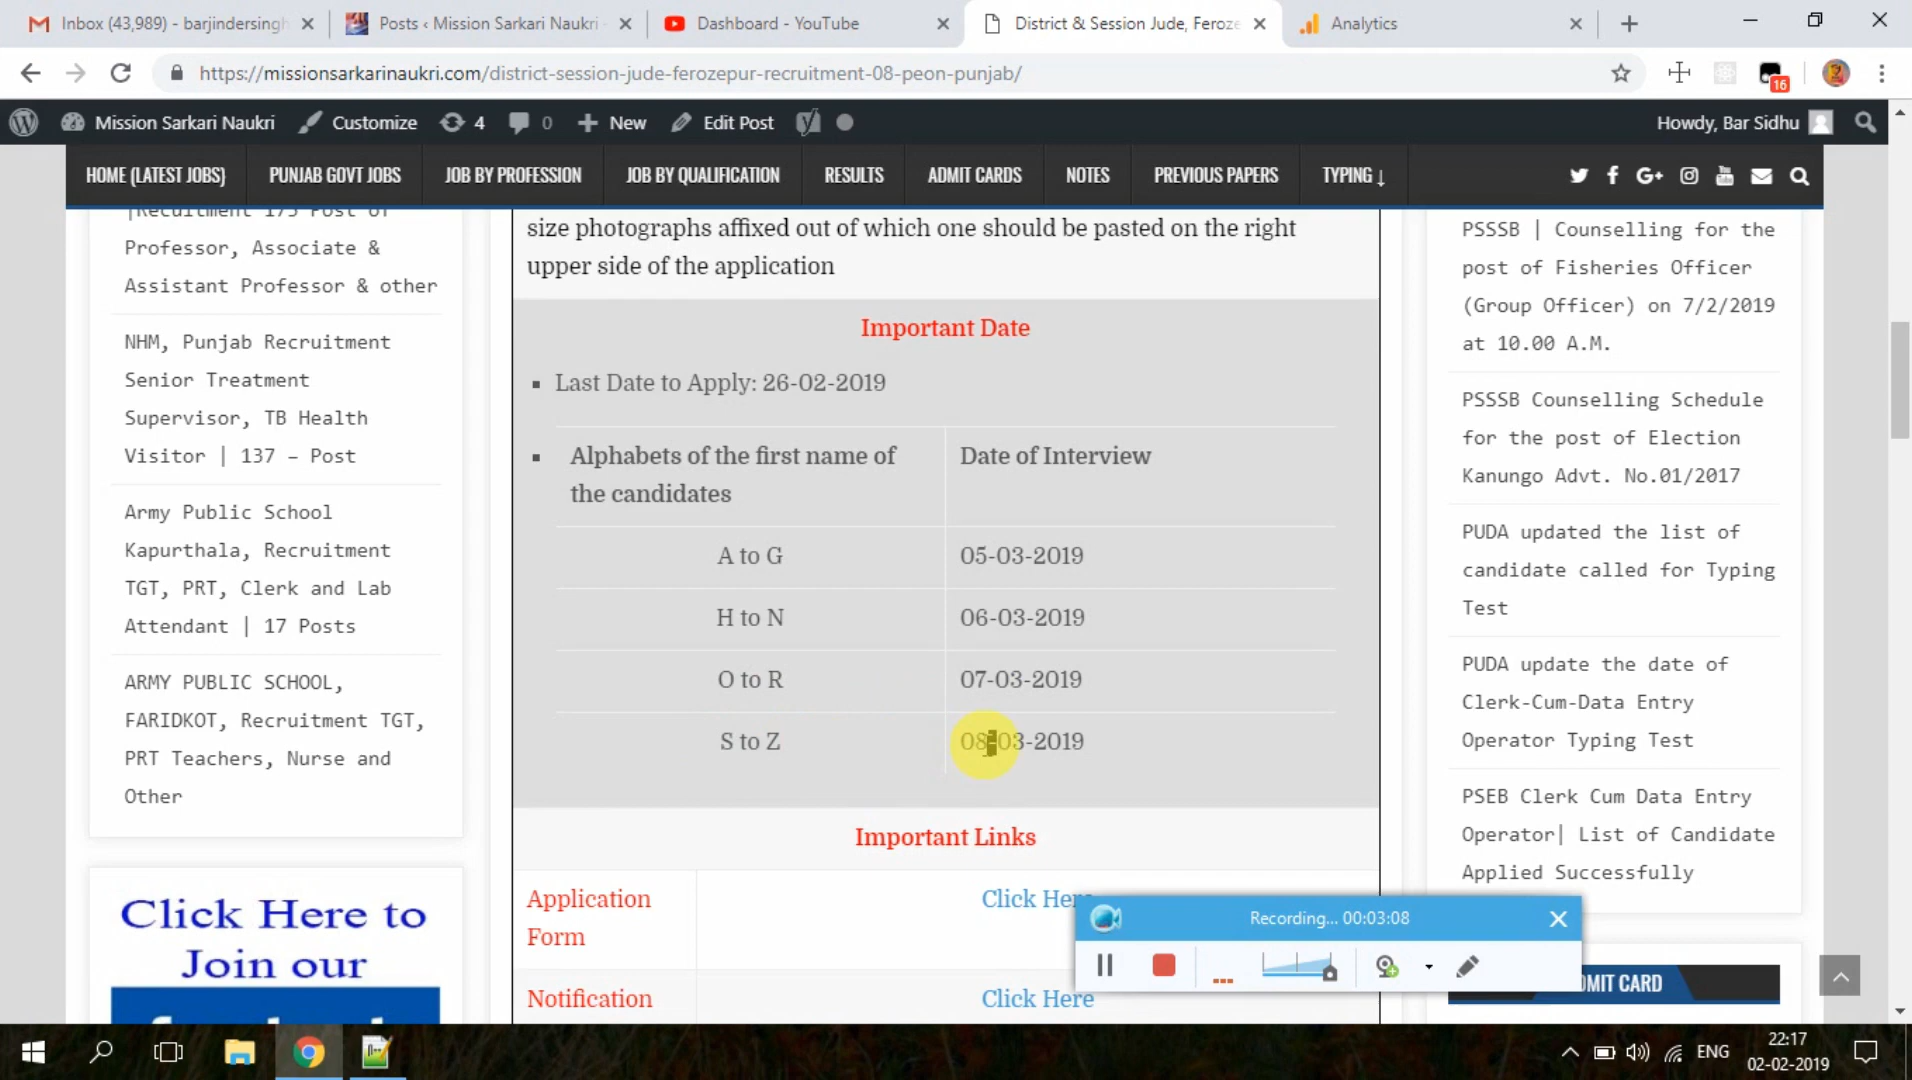 Inbox (43,989) - barjindersingh
Posts ‹ Mission Sarkari Naukri -
Dashboard - YouTube
District & Session Jude, Feroze
Analytics
https://missionsarkarinaukri.com/district-session-jude-ferozepur-recruitment-08-peon-punjab/
16
Mission Sarkari Naukri
Customize
4
0
New
Edit Post
Howdy, Bar Sidhu
HOME (LATEST JOBS)
PUNJAB GOVT JOBS
JOB BY PROFESSION
JOB BY QUALIFICATION
RESULTS
ADMIT CARDS
NOTES
PREVIOUS PAPERS
TYPING ↓
|Recuitment 175 Post of
Professor, Associate &
Assistant Professor & other
NHM, Punjab Recruitment
Senior Treatment
Supervisor, TB Health
Visitor | 137 – Post
Army Public School
Kapurthala, Recruitment
TGT, PRT, Clerk and Lab
Attendant | 17 Posts
ARMY PUBLIC SCHOOL,
FARIDKOT, Recruitment TGT,
PRT Teachers, Nurse and
Other
Click Here to
Join our
size photographs affixed out of which one should be pasted on the right
upper side of the application
Important Date
Last Date to Apply: 26-02-2019
Alphabets of the first name of
the candidates
Date of Interview
A to G
05-03-2019
H to N
06-03-2019
O to R
07-03-2019
S to Z
08-03-2019
Important Links
Application
Form
Click Here
Notification
Click Here
PSSSB | Counselling for the
post of Fisheries Officer
(Group Officer) on 7/2/2019
at 10.00 A.M.
PSSSB Counselling Schedule
for the post of Election
Kanungo Advt. No.01/2017
PUDA updated the list of
candidate called for Typing
Test
PUDA update the date of
Clerk-Cum-Data Entry
Operator Typing Test
PSEB Clerk Cum Data Entry
Operator| List of Candidate
Applied Successfully
DMIT CARD
Recording... 00:03:08
ENG
22:17
02-02-2019